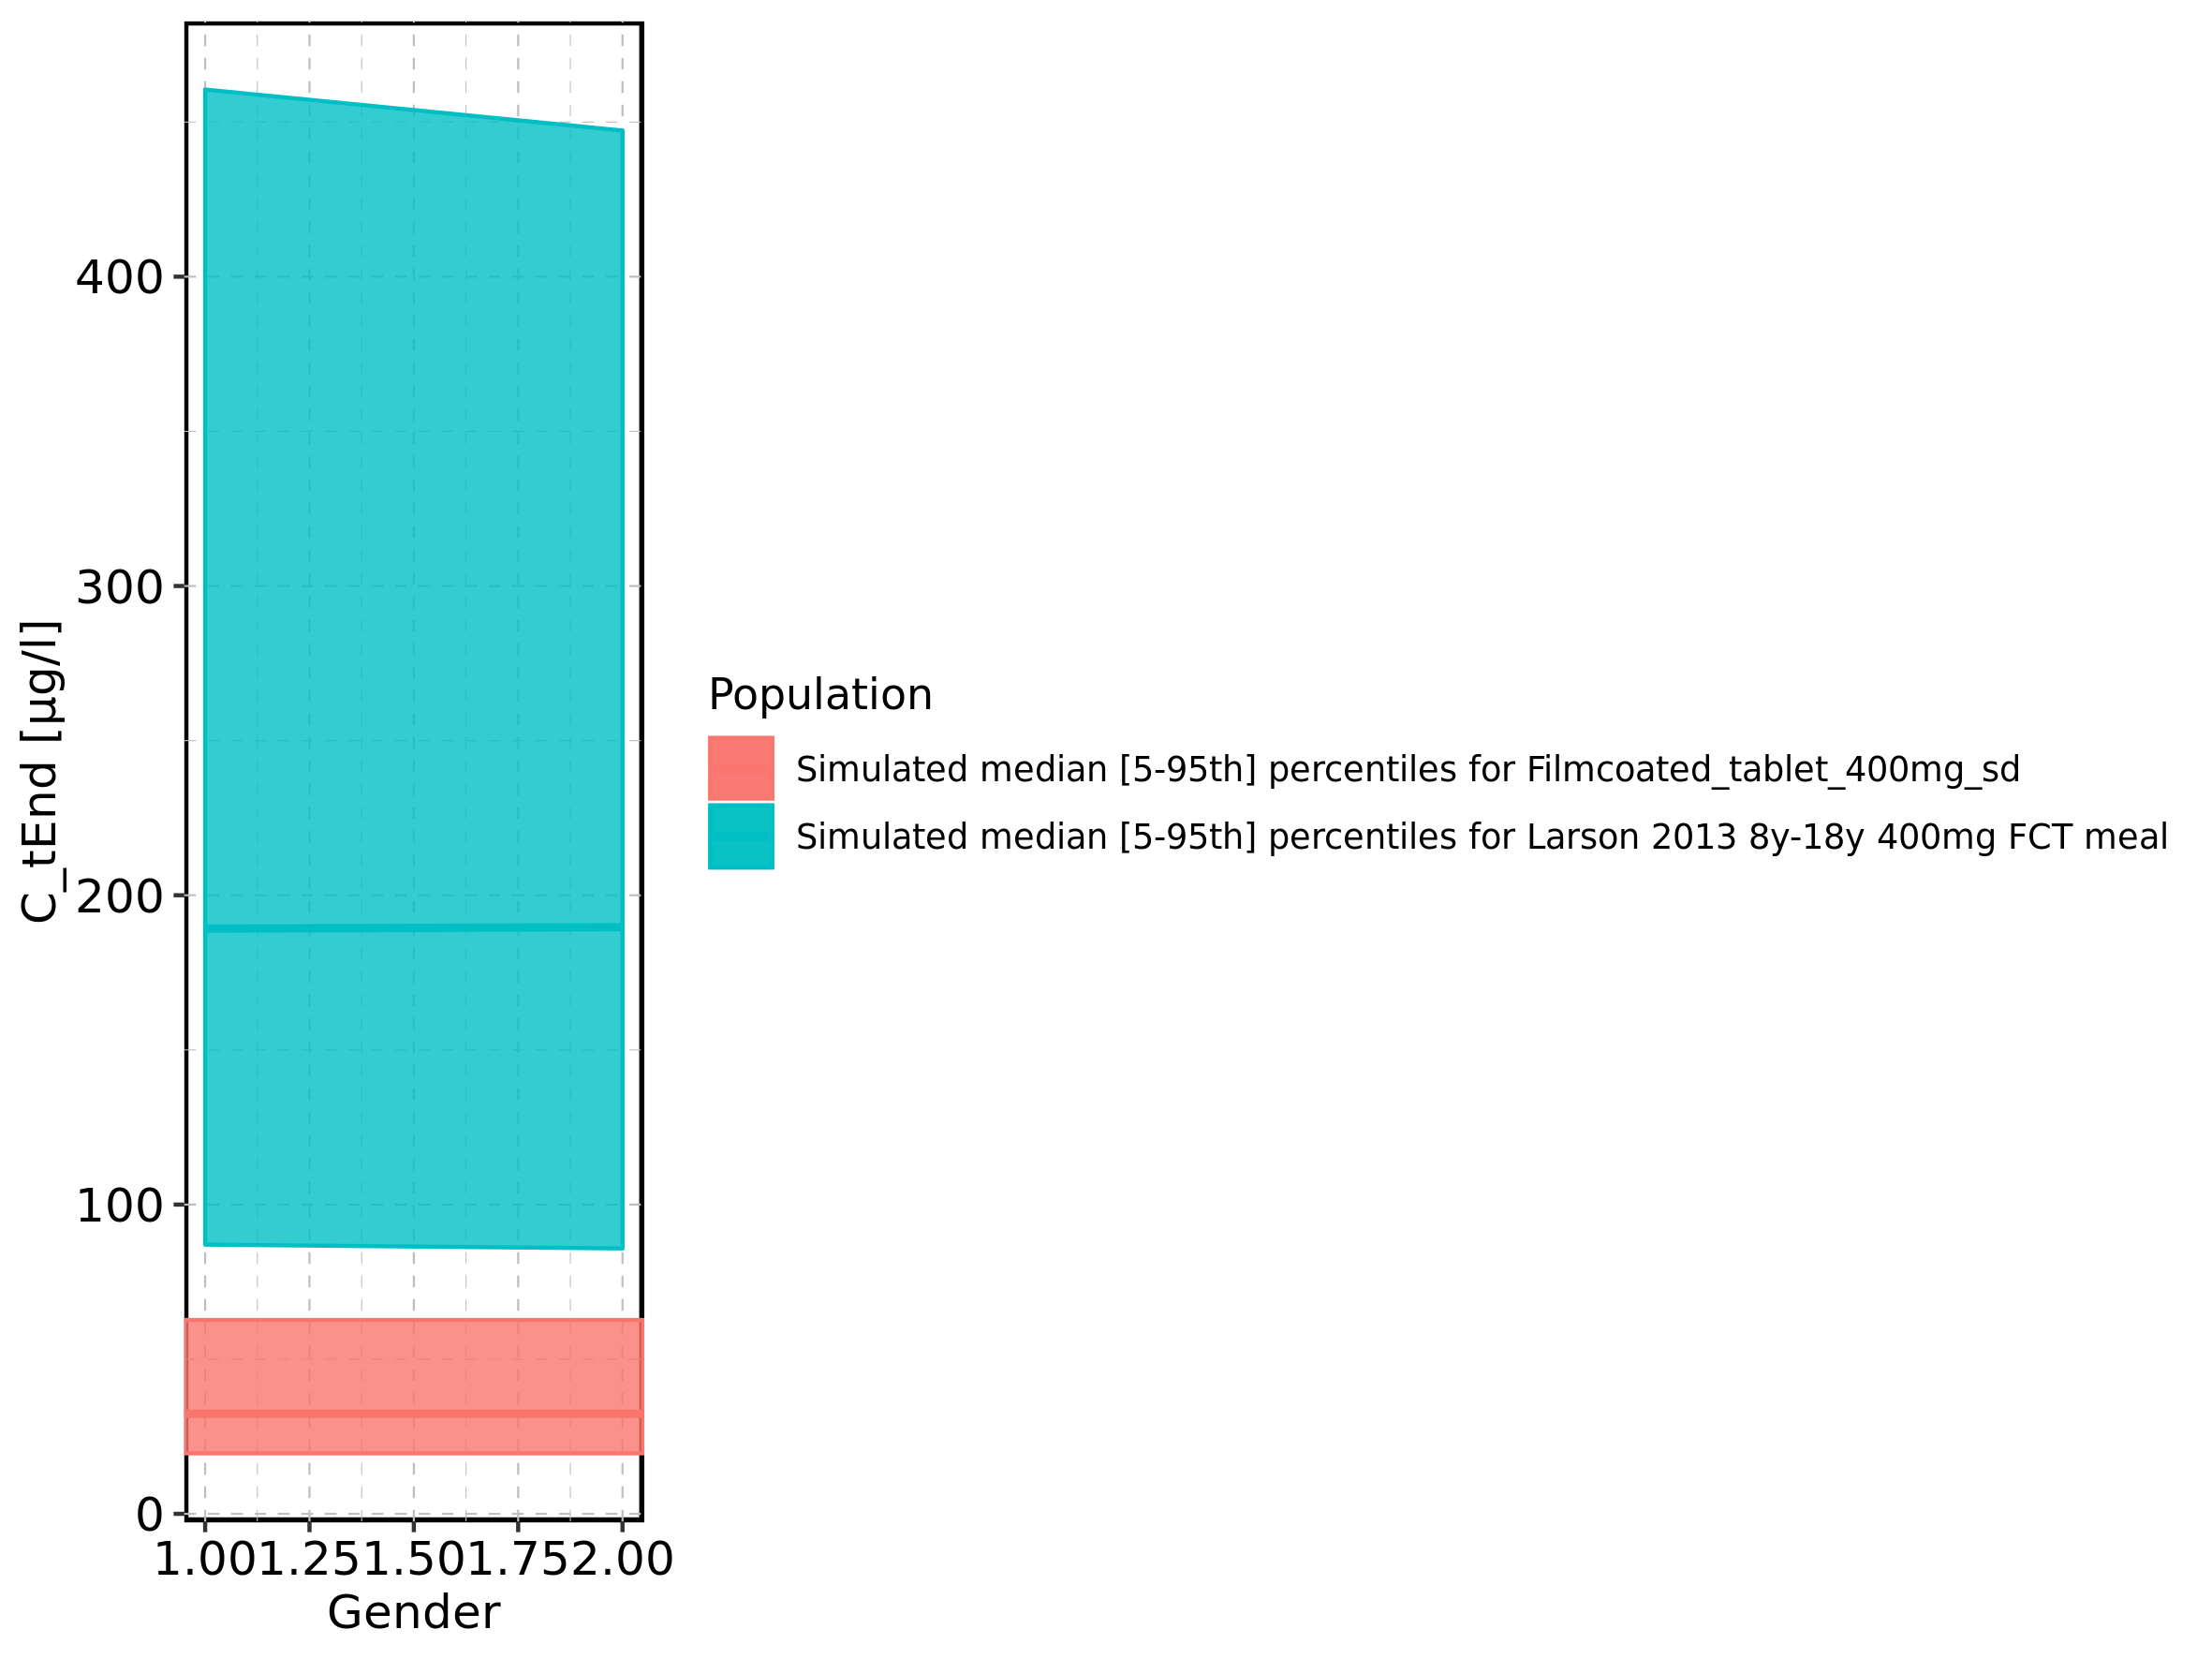 C_tEnd [µg/l]
400
300
200
100
0
1.00 1.25 1.50 1.75 2.00
Gender
Population
Simulated median [5-95th] percentiles for Filmcoated_tablet_400mg_sd
Simulated median [5-95th] percentiles for Larson 2013 8y-18y 400mg FCT meal